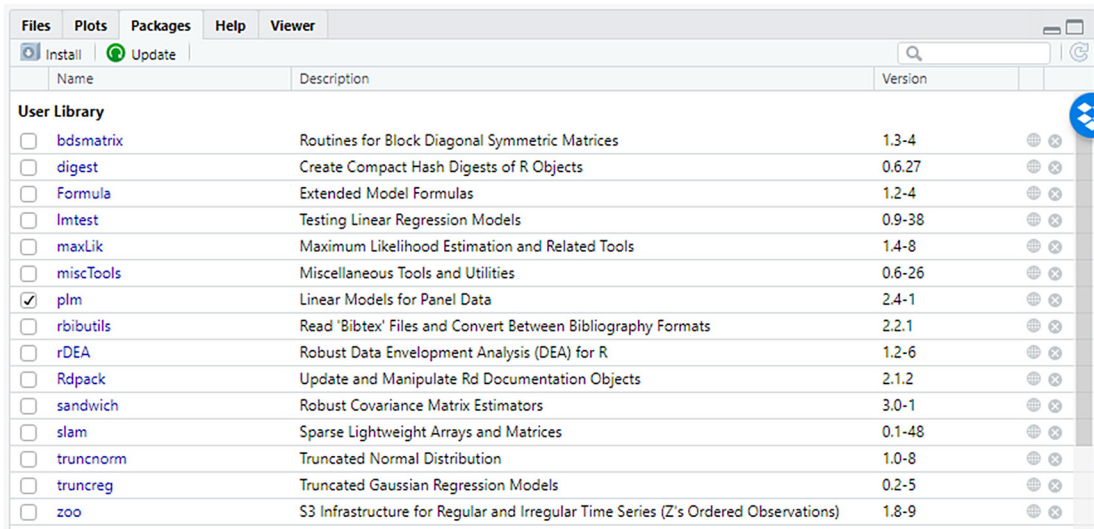 Files Plots Packages Help Viewer
Install Update
Name Description Version
User Library
bdsmatrix Routines for Block Diagonal Symmetric Matrices 1.3-4
digest Create Compact Hash Digests of R Objects 0.6.27
Formula Extended Model Formulas 1.2-4
lmtest Testing Linear Regression Models 0.9-38
maxLik Maximum Likelihood Estimation and Related Tools 1.4-8
miscTools Miscellaneous Tools and Utilities 0.6-26
plm Linear Models for Panel Data 2.4-1
rbibutils Read 'Bibtex' Files and Convert Between Bibliography Formats 2.2.1
rDEA Robust Data Envelopment Analysis (DEA) for R 1.2-6
Rdpack Update and Manipulate Rd Documentation Objects 2.1.2
sandwich Robust Covariance Matrix Estimators 3.0-1
slam Sparse Lightweight Arrays and Matrices 0.1-48
truncnorm Truncated Normal Distribution 1.0-8
truncreg Truncated Gaussian Regression Models 0.2-5
zoo S3 Infrastructure for Regular and Irregular Time Series (Z's Ordered Observations) 1.8-9